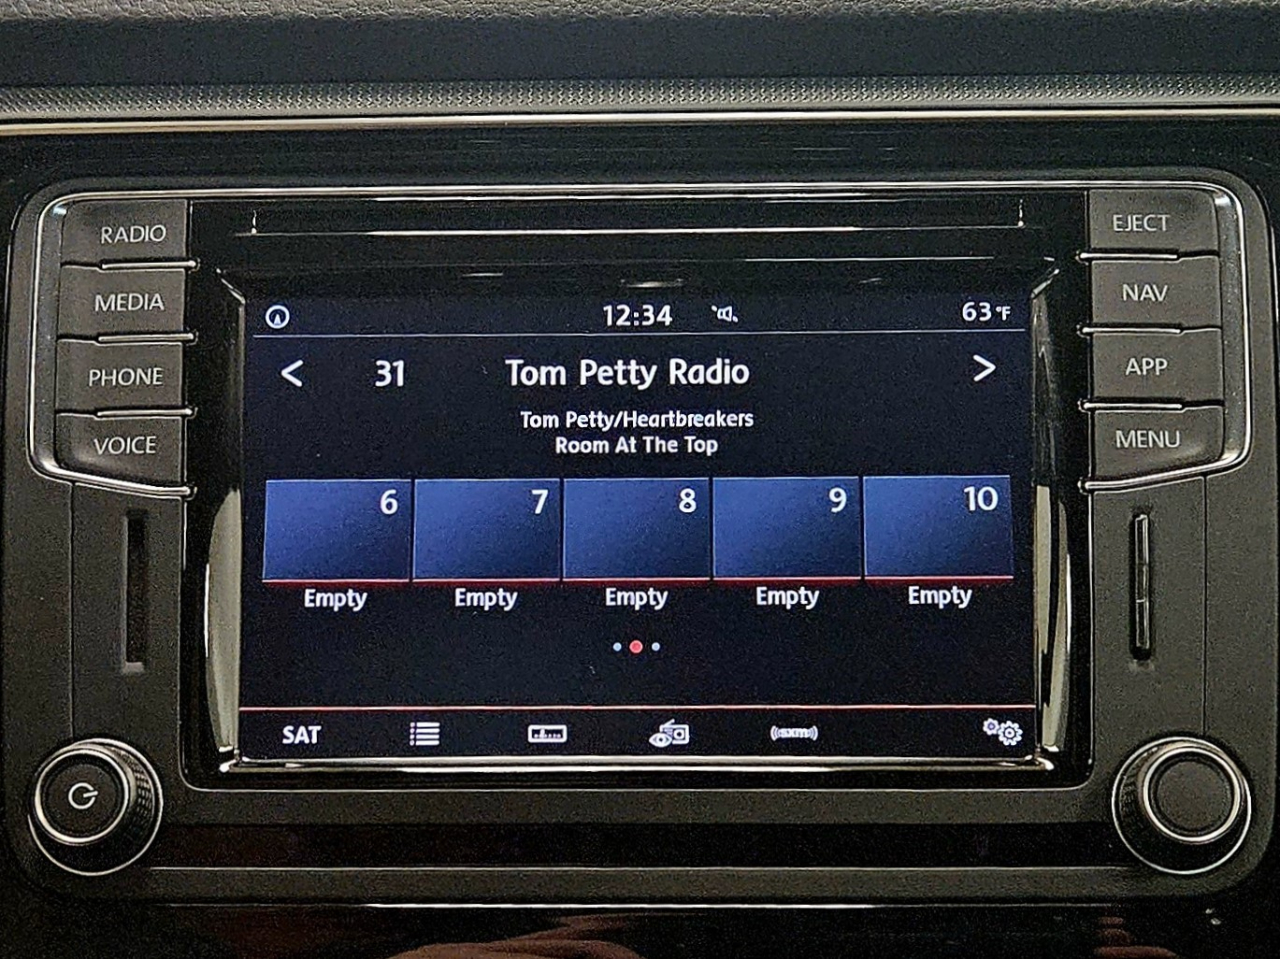 RADIO
MEDIA
PHONE
VOICE
EJECT
NAV
APP
MENU
12:34
63°F
< 31 Tom Petty Radio >
Tom Petty/Heartbreakers
Room At The Top
6 7 8 9 10
Empty Empty Empty Empty Empty
SAT ((sxm))